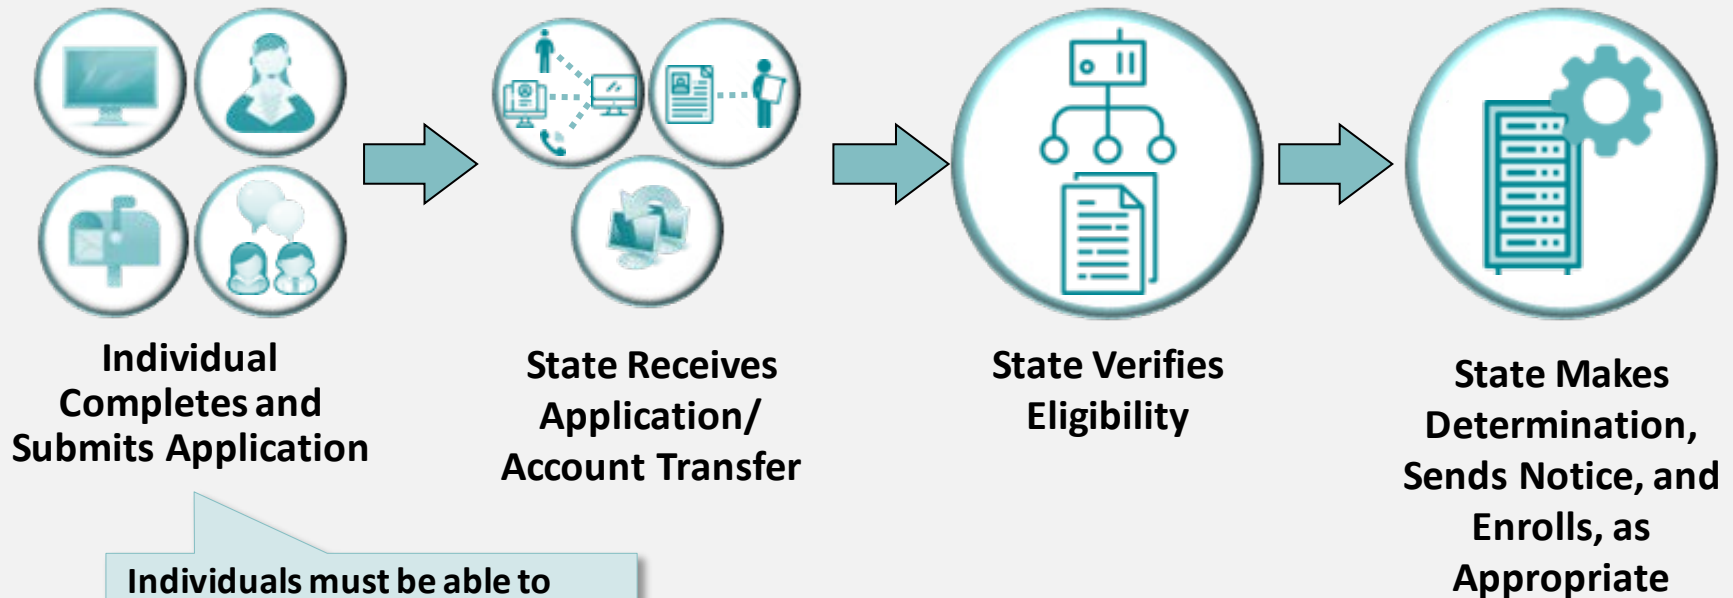 Individual
Completes and
Submits Application
State Receives
Application/
Account Transfer
State Verifies
Eligibility
State Makes
Determination,
Sends Notice, and
Enrolls, as
Appropriate
Individuals must be able to